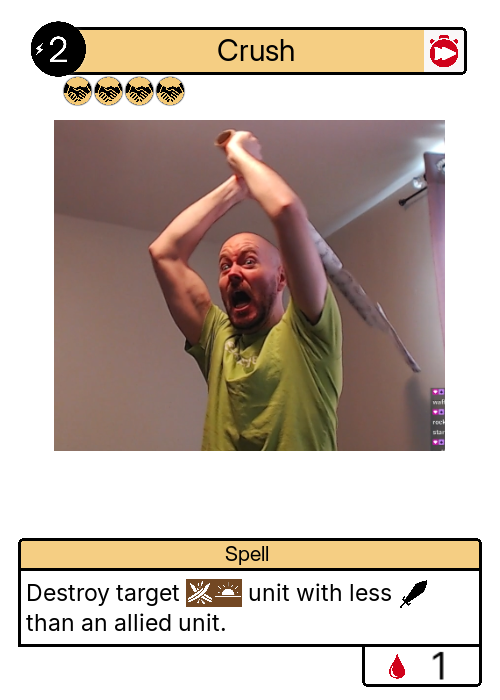 2
Crush
Spell
Destroy target unit with less
than an allied unit.
1